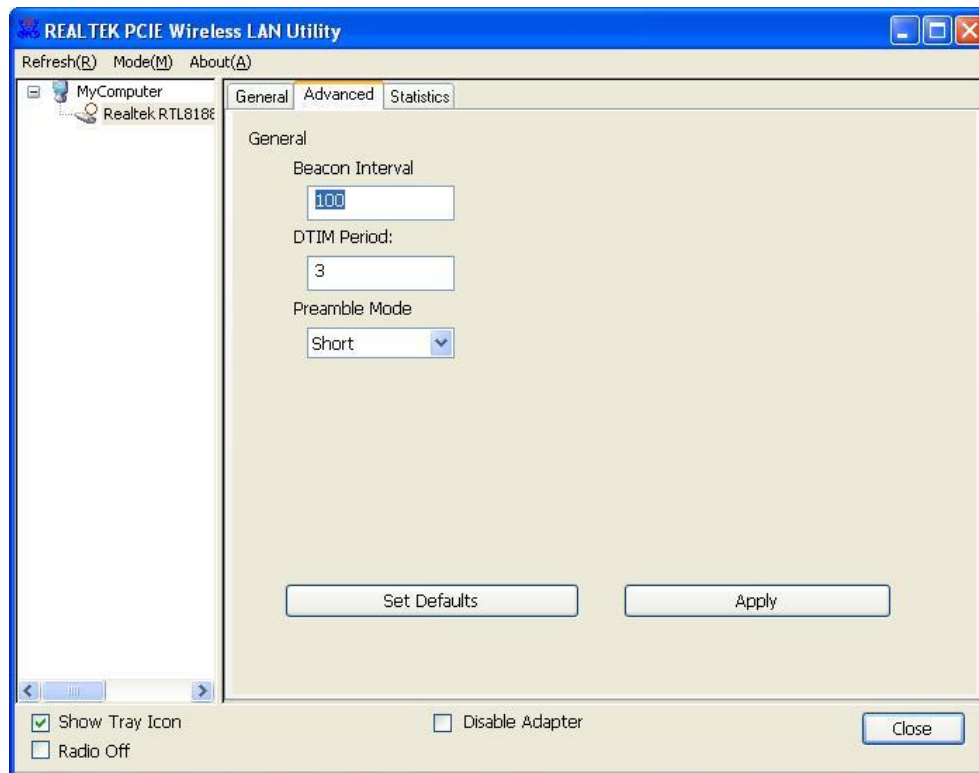 REALTEK PCIE Wireless LAN Utility
Refresh(R) Mode(M) About(A)
MyComputer
Realtek RTL8188
General Advanced Statistics
General
Beacon Interval
100
DTIM Period:
3
Preamble Mode
Short
Set Defaults Apply
Show Tray Icon Disable Adapter Close
Radio Off